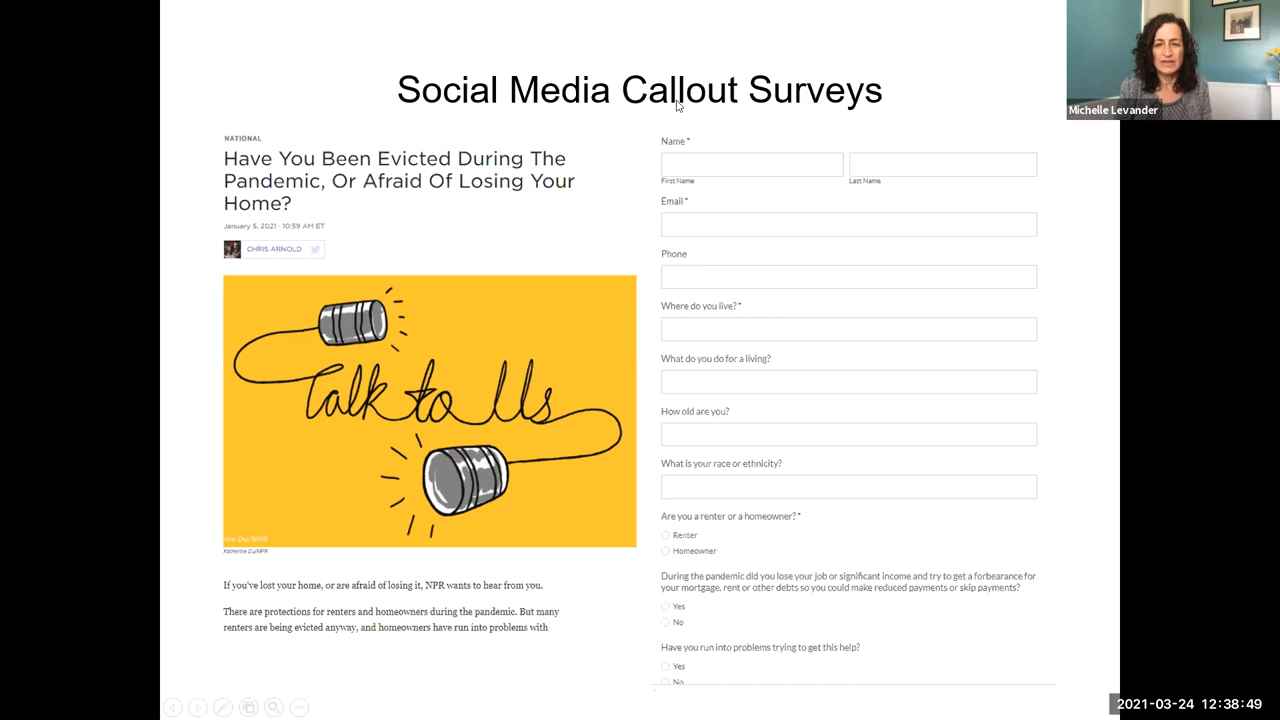 Social Media Callout Surveys
Michelle Levander
NATIONAL
Have You Been Evicted During The
Pandemic, Or Afraid Of Losing Your
Home?
January 5, 2021 · 10:59 AM ET
CHRIS ARNOLD
Talk to Us
Katherine Du/NPR
If you've lost your home, or are afraid of losing it, NPR wants to hear from you.
There are protections for renters and homeowners during the pandemic. But many
renters are being evicted anyway, and homeowners have run into problems with
Name *
First Name
Last Name
Email *
Phone
Where do you live? *
What do you do for a living?
How old are you?
What is your race or ethnicity?
Are you a renter or a homeowner? *
Renter
Homeowner
During the pandemic did you lose your job or significant income and try to get a forbearance for
your mortgage, rent or other debts so you could make reduced payments or skip payments?
Yes
No
Have you run into problems trying to get this help?
Yes
No
2021-03-24 12:38:49